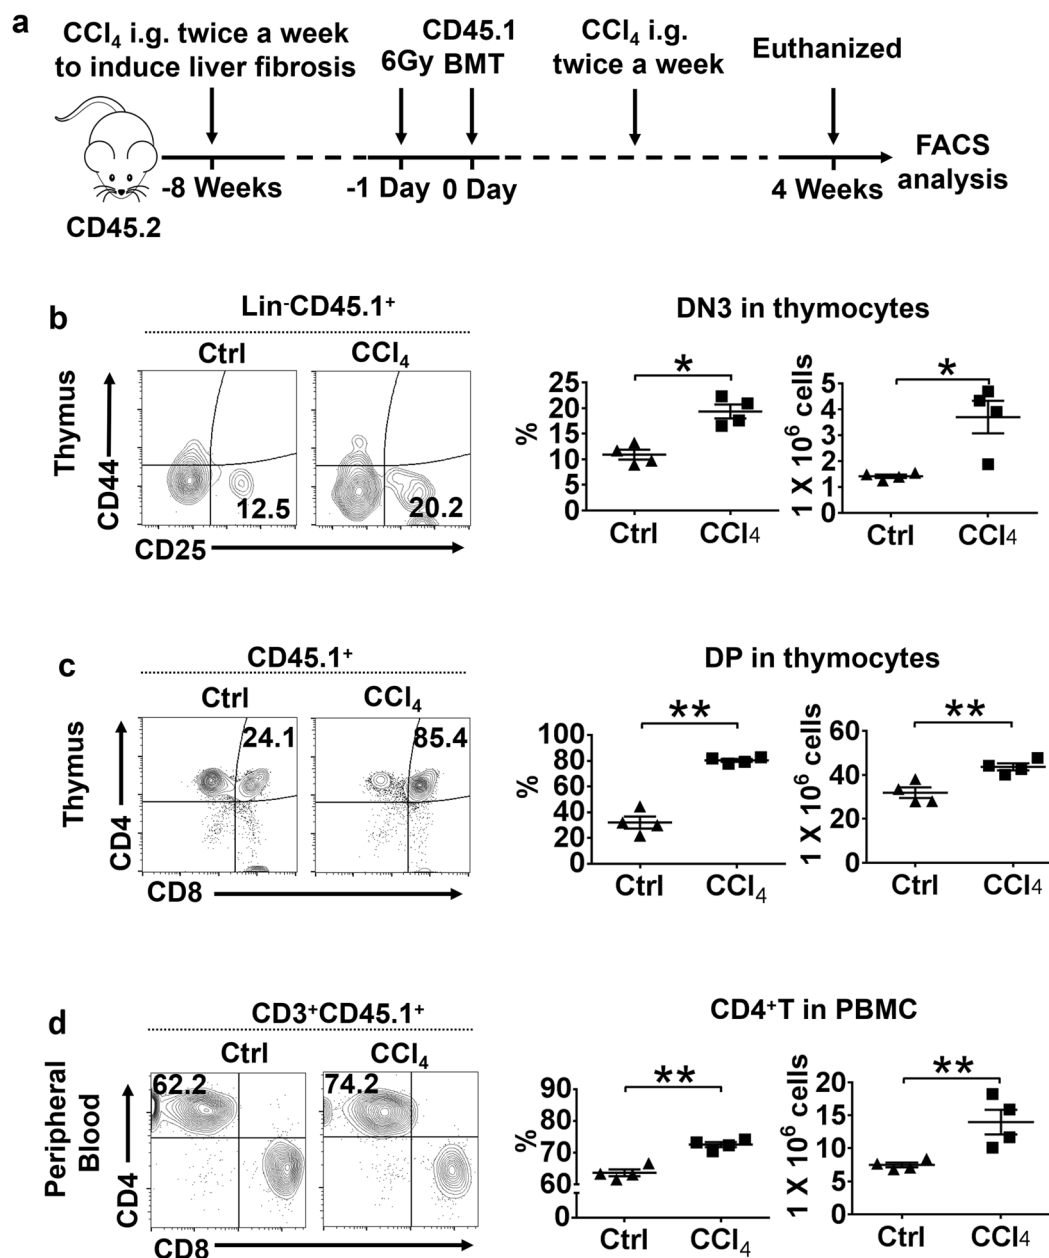 a
CCl4 i.g. twice a week
to induce liver fibrosis
6Gy
CD45.1
BMT
CCl4 i.g.
twice a week
Euthanized
-8 Weeks
-1 Day
0 Day
4 Weeks
FACS
analysis
CD45.2
b
Lin-CD45.1+
Ctrl
CCl4
Thymus
CD44
12.5
20.2
CD25
DN3 in thymocytes
%
25
20
15
10
5
0
*
Ctrl
CCl4
1 X 10^6 cells
5
4
3
2
1
0
*
Ctrl
CCl4
c
CD45.1+
Ctrl
CCl4
Thymus
CD4
24.1
85.4
CD8
DP in thymocytes
%
100
80
60
40
20
0
**
Ctrl
CCl4
1 X 10^6 cells
60
40
20
0
**
Ctrl
CCl4
d
CD3+CD45.1+
Ctrl
CCl4
Peripheral
Blood
CD4
62.2
74.2
CD8
CD4+T in PBMC
%
90
80
70
60
0
**
Ctrl
CCl4
1 X 10^6 cells
20
15
10
5
0
**
Ctrl
CCl4